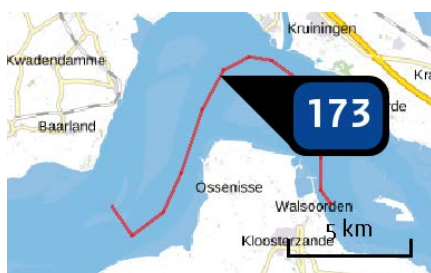 Kruiningen
Kwadendamme
Kra
173
rde
Baarland
Ossenisse
Walsoorden
5 km
Kloosterzande